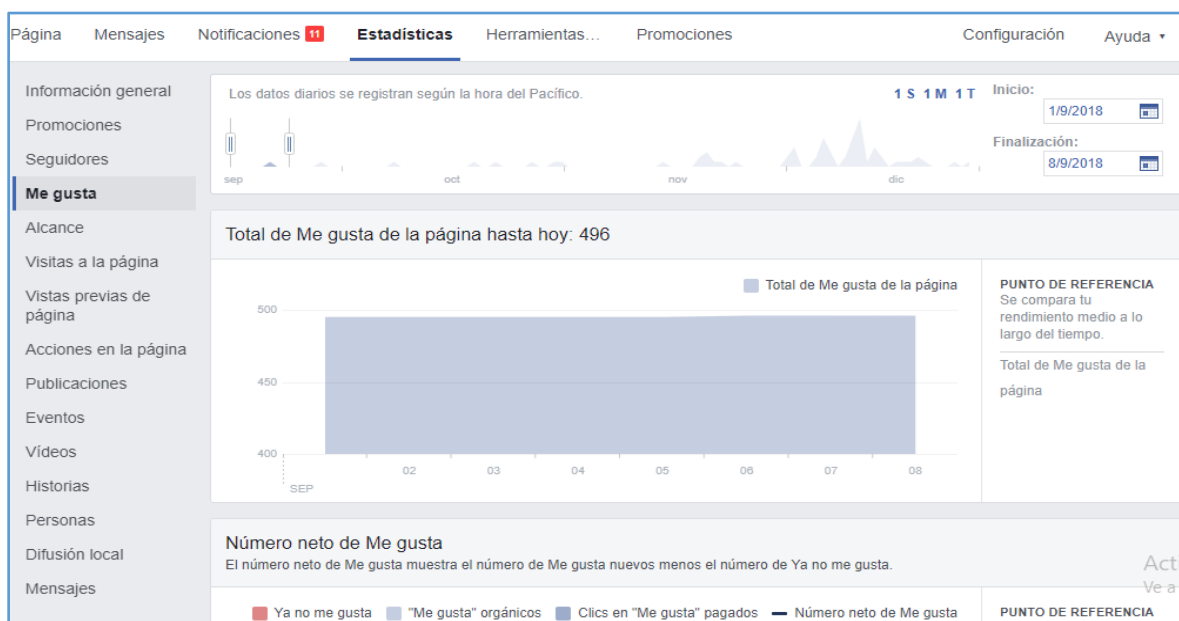 Página Mensajes Notificaciones 11 Estadísticas Herramientas... Promociones Configuración Ayuda
Información general
Promociones
Seguidores
Me gusta
Alcance
Visitas a la página
Vistas previas de
página
Acciones en la página
Publicaciones
Eventos
Vídeos
Historias
Personas
Difusión local
Mensajes
Los datos diarios se registran según la hora del Pacífico.
1 S 1 M 1 T
Inicio:
1/9/2018
Finalización:
8/9/2018
sep oct nov dic
Total de Me gusta de la página hasta hoy: 496
Total de Me gusta de la página
500
450
400
02 03 04 05 06 07 08
SEP
PUNTO DE REFERENCIA
Se compara tu
rendimiento medio a lo
largo del tiempo.
Total de Me gusta de la
página
Número neto de Me gusta
El número neto de Me gusta muestra el número de Me gusta nuevos menos el número de Ya no me gusta.
Ya no me gusta "Me gusta" orgánicos Clics en "Me gusta" pagados Número neto de Me gusta
PUNTO DE REFERENCIA
Act
Ve a